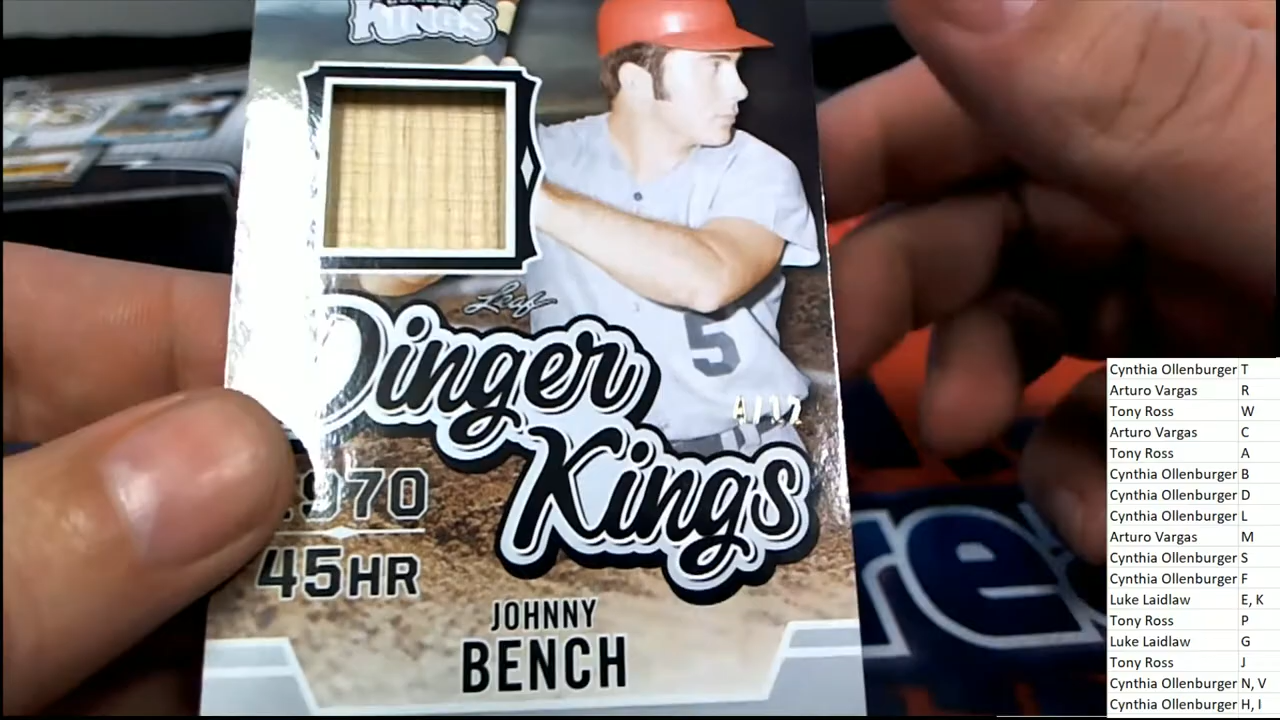 KINGS
Leaf
Dinger
Kings
5
/12
1970
45HR
JOHNNY
BENCH
Cynthia Ollenburger T
Arturo Vargas R
Tony Ross W
Arturo Vargas C
Tony Ross A
Cynthia Ollenburger B
Cynthia Ollenburger D
Cynthia Ollenburger L
Arturo Vargas M
Cynthia Ollenburger S
Cynthia Ollenburger F
Luke Laidlaw E, K
Tony Ross P
Luke Laidlaw G
Tony Ross J
Cynthia Ollenburger N, V
Cynthia Ollenburger H, I